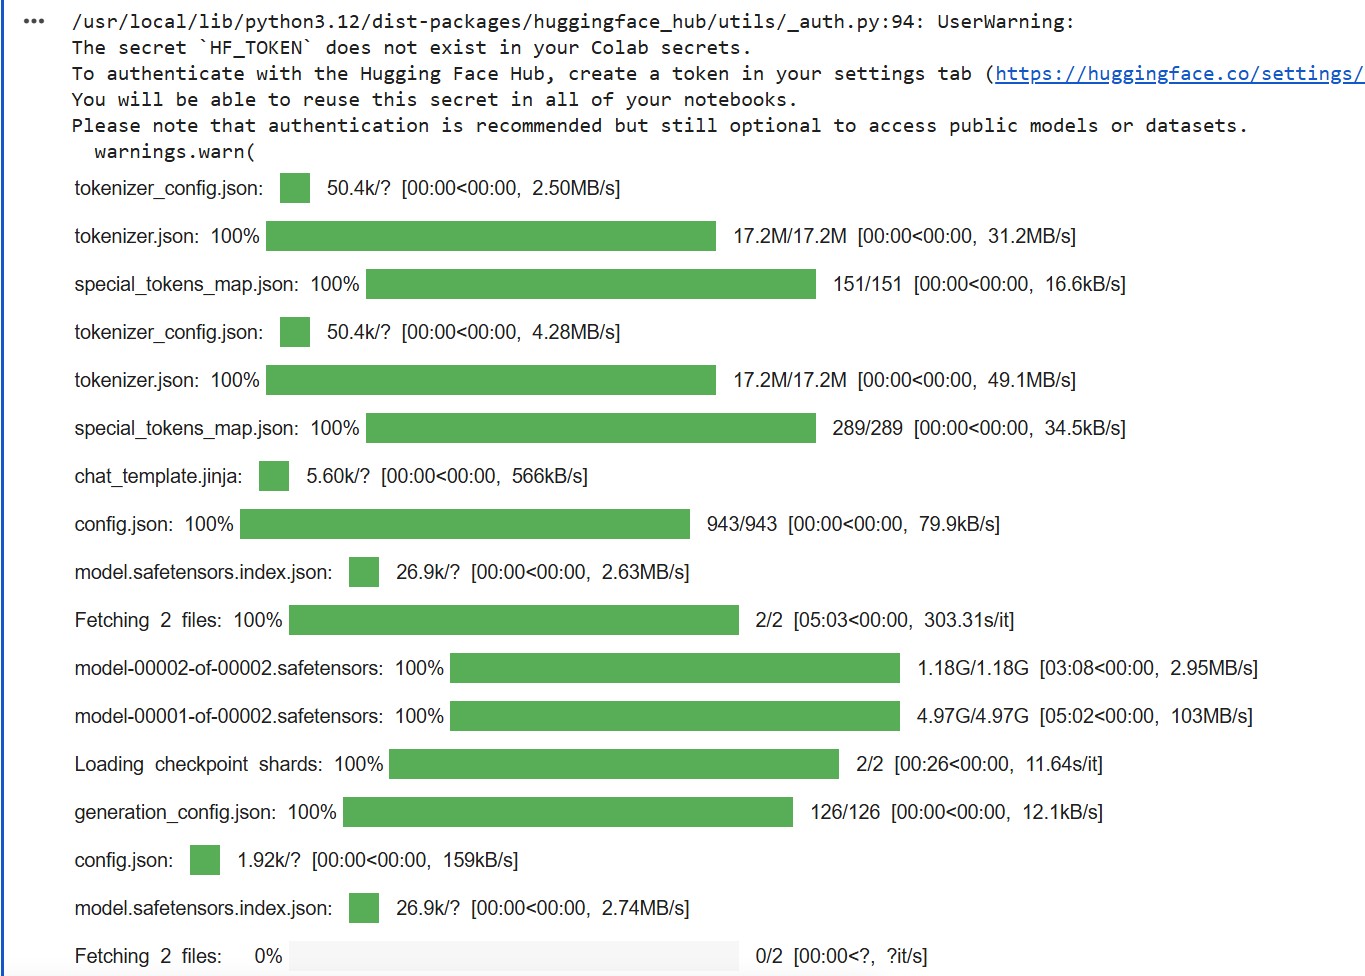 /usr/local/lib/python3.12/dist-packages/huggingface_hub/utils/_auth.py:94: UserWarning:
The secret `HF_TOKEN` does not exist in your Colab secrets.
To authenticate with the Hugging Face Hub, create a token in your settings tab (https://huggingface.co/settings/
You will be able to reuse this secret in all of your notebooks.
Please note that authentication is recommended but still optional to access public models or datasets.
warnings.warn(
tokenizer_config.json: 50.4k/? [00:00<00:00, 2.50MB/s]
tokenizer.json: 100% 17.2M/17.2M [00:00<00:00, 31.2MB/s]
special_tokens_map.json: 100% 151/151 [00:00<00:00, 16.6kB/s]
tokenizer_config.json: 50.4k/? [00:00<00:00, 4.28MB/s]
tokenizer.json: 100% 17.2M/17.2M [00:00<00:00, 49.1MB/s]
special_tokens_map.json: 100% 289/289 [00:00<00:00, 34.5kB/s]
chat_template.jinja: 5.60k/? [00:00<00:00, 566kB/s]
config.json: 100% 943/943 [00:00<00:00, 79.9kB/s]
model.safetensors.index.json: 26.9k/? [00:00<00:00, 2.63MB/s]
Fetching 2 files: 100% 2/2 [05:03<00:00, 303.31s/it]
model-00002-of-00002.safetensors: 100% 1.18G/1.18G [03:08<00:00, 2.95MB/s]
model-00001-of-00002.safetensors: 100% 4.97G/4.97G [05:02<00:00, 103MB/s]
Loading checkpoint shards: 100% 2/2 [00:26<00:00, 11.64s/it]
generation_config.json: 100% 126/126 [00:00<00:00, 12.1kB/s]
config.json: 1.92k/? [00:00<00:00, 159kB/s]
model.safetensors.index.json: 26.9k/? [00:00<00:00, 2.74MB/s]
Fetching 2 files: 0% 0/2 [00:00<?, ?it/s]